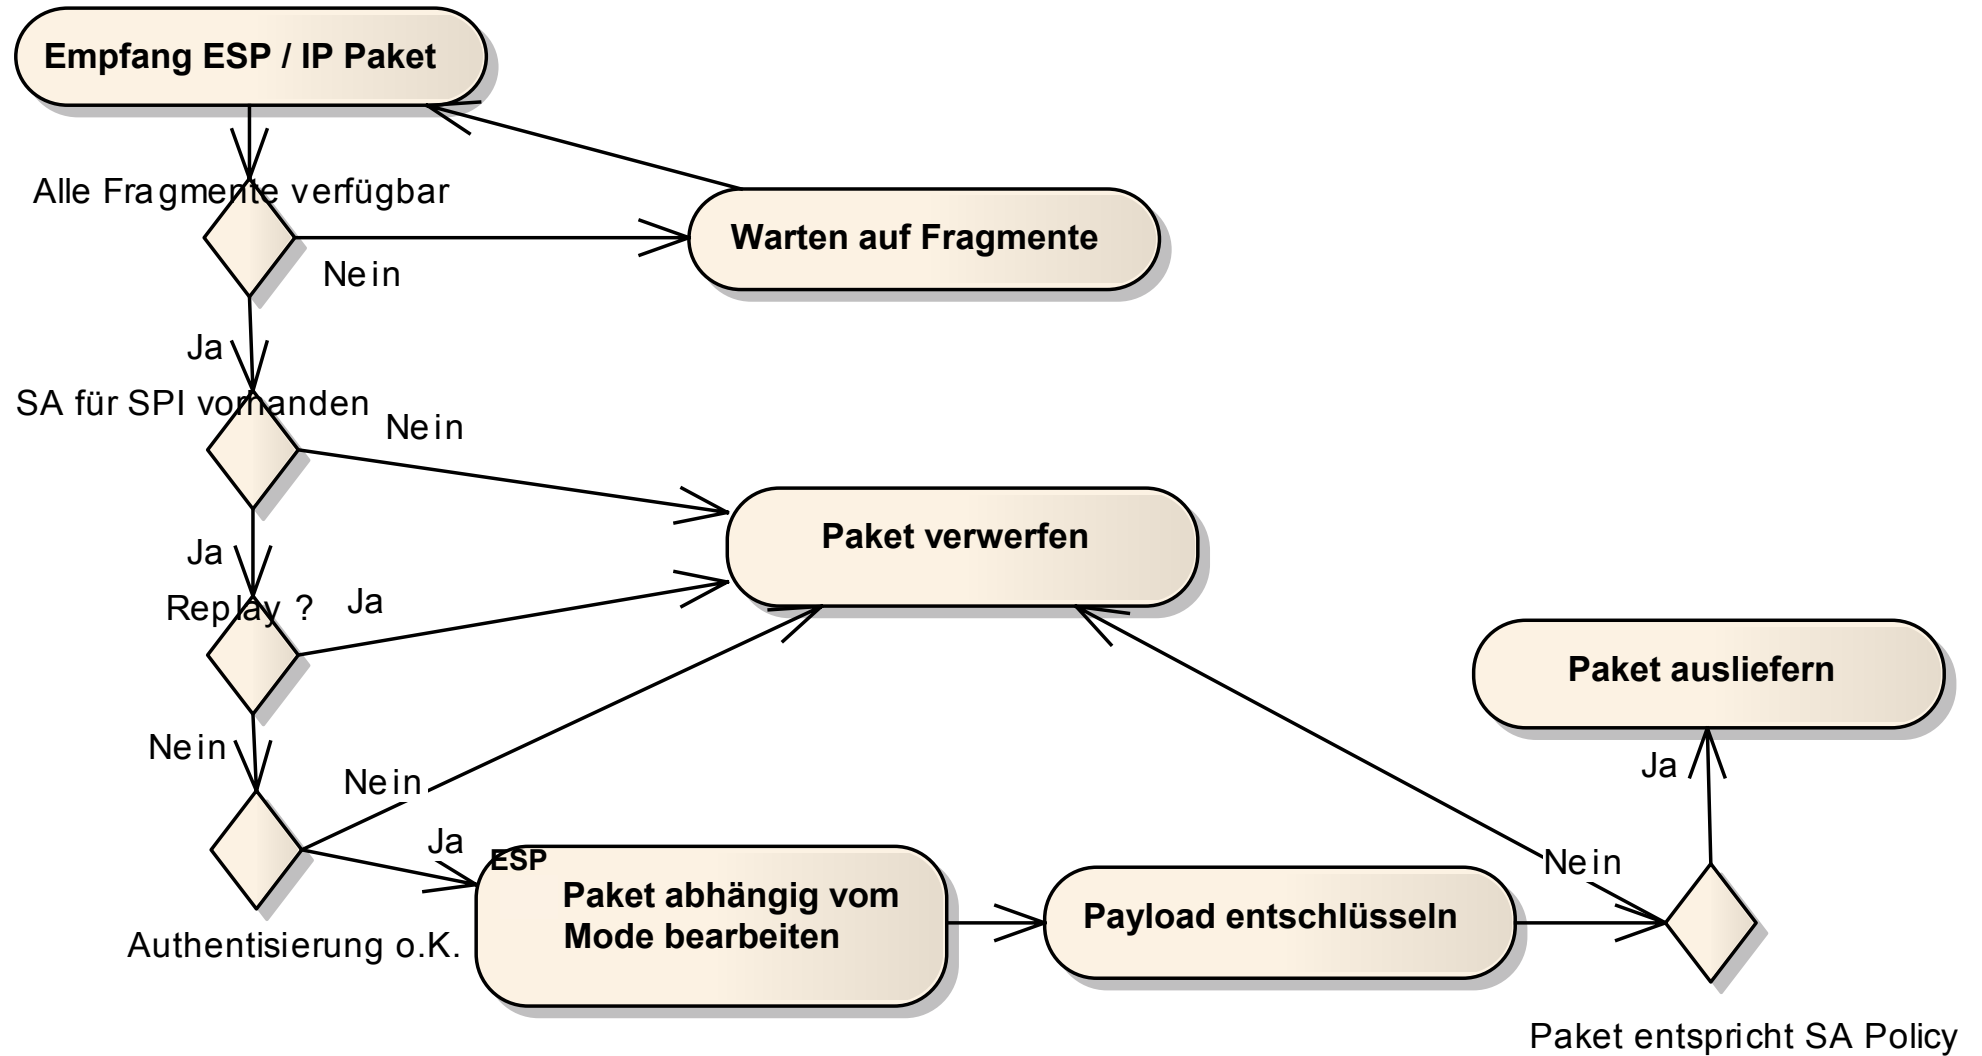 Empfang ESP / IP Paket
Alle Fragmente verfügbar
Warten auf Fragmente
Nein
Ja
SA für SPI vorhanden
Nein
Paket verwerfen
Ja
Replay ?
Ja
Paket ausliefern
Nein
Ja
Nein
Ja
ESP
Nein
Paket abhängig vom
Mode bearbeiten
Payload entschlüsseln
Authentisierung o.K.
Paket entspricht SA Policy